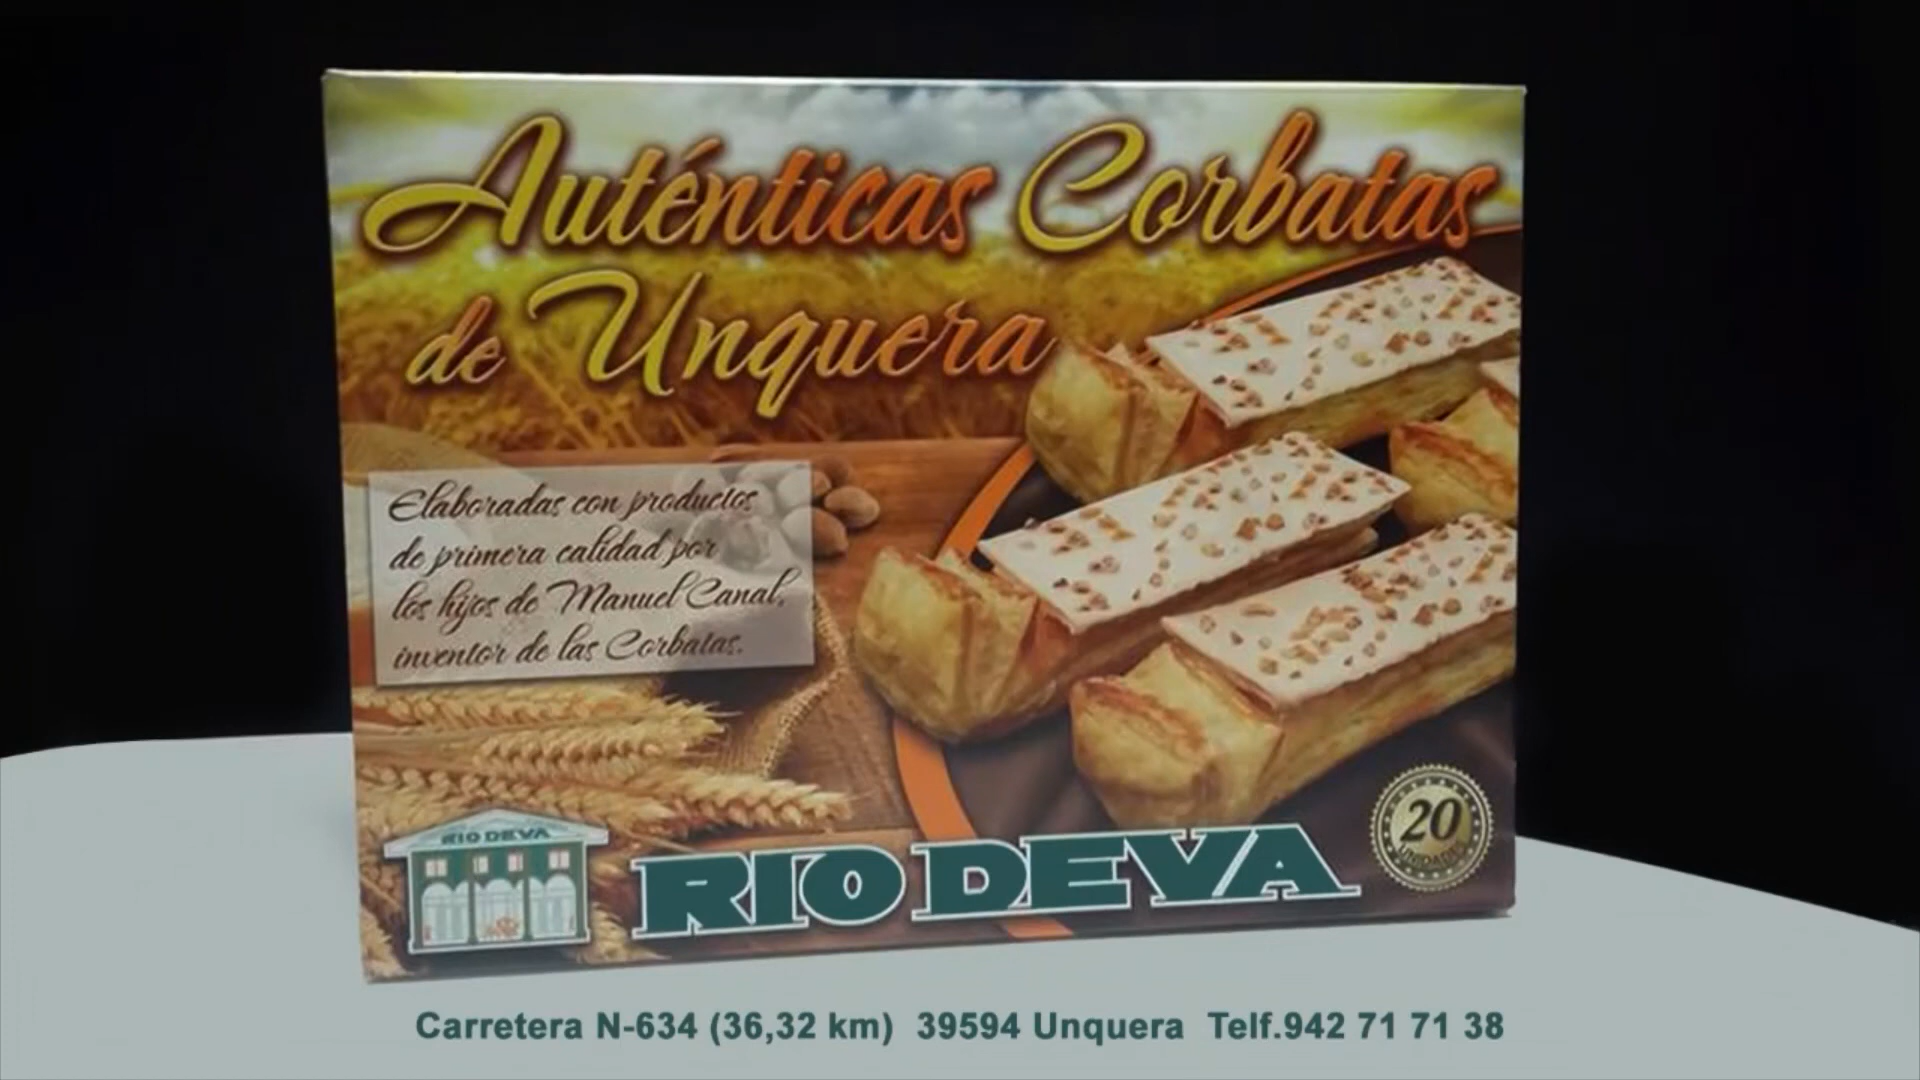 Auténticas Corbatas
de Unquera
Elaboradas con productos
de primera calidad por
los hijos de Manuel Canal,
inventor de las Corbatas.
RIO DEVA
RIO DEVA
20
UNIDADES
Carretera N-634 (36,32 km) 39594 Unquera Telf.942 71 71 38